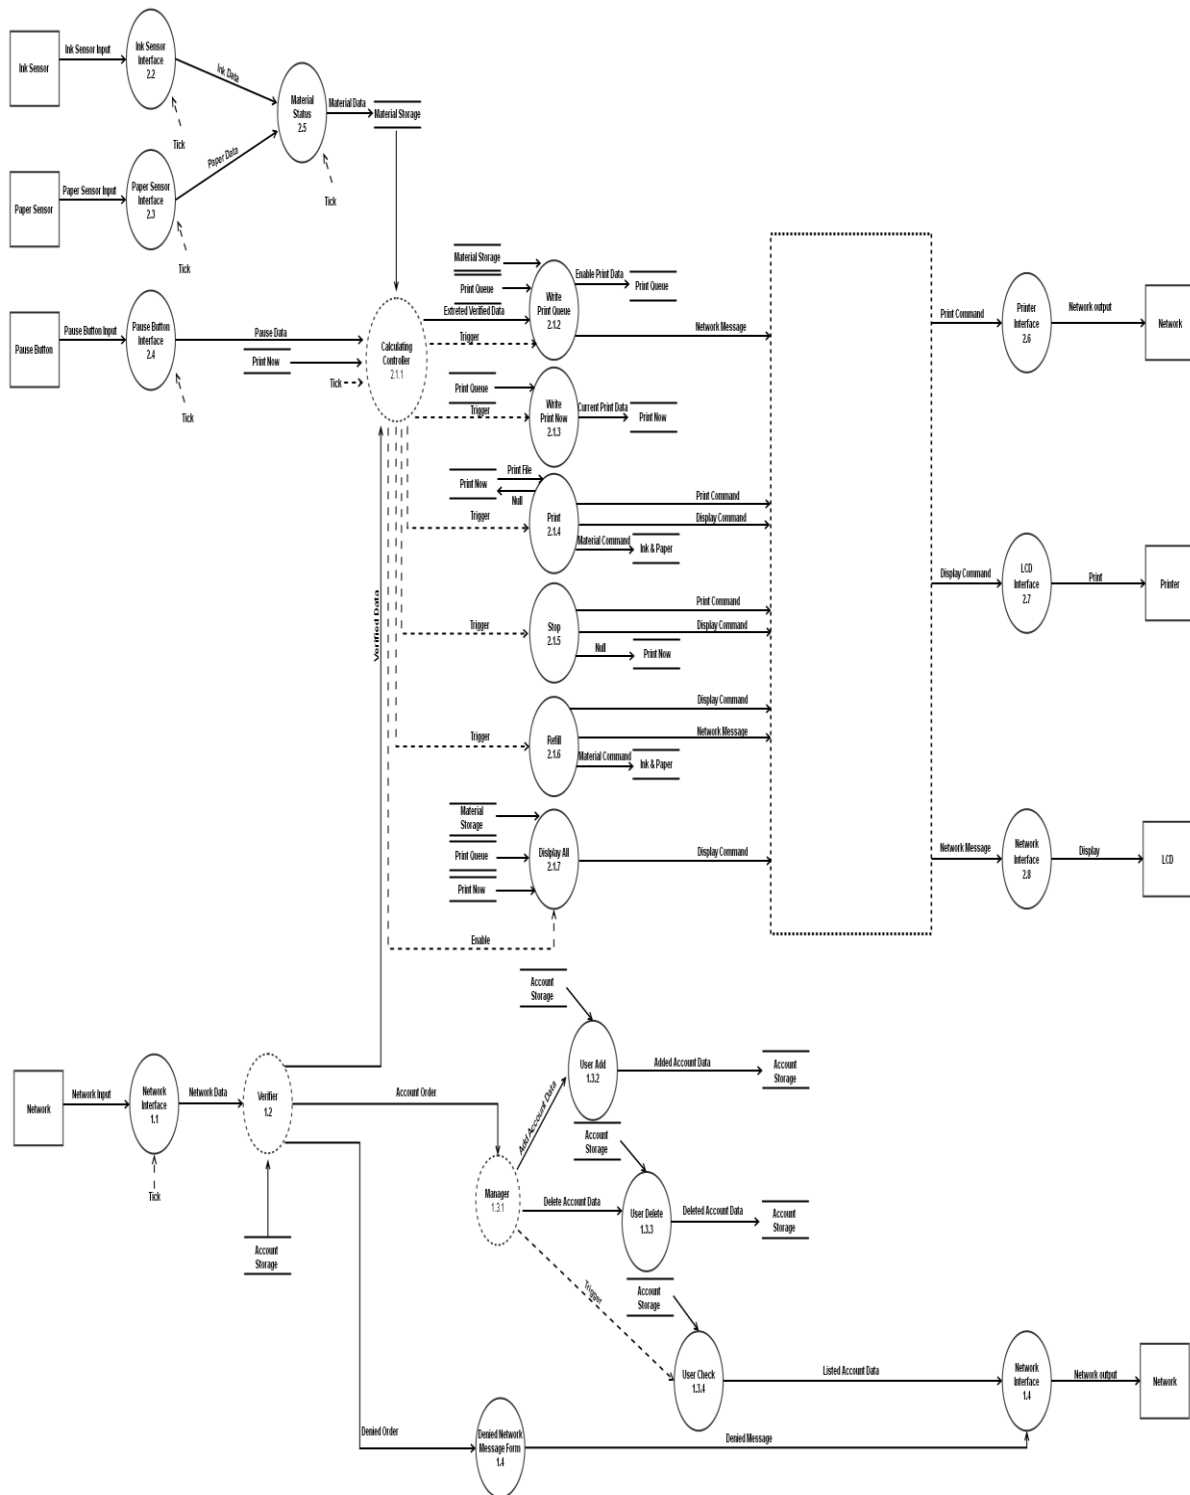 Ink Sensor
Ink Sensor Input
Ink Sensor
Interface
2.2
Ink Data
Tick
Paper Sensor
Paper Sensor Input
Paper Sensor
Interface
2.3
Paper Data
Tick
Material
Status
2.5
Material Data
Material Storage
Tick
Pause Button
Pause Button Input
Pause Button
Interface
2.4
Pause Data
Tick
Print Now
Tick
Calculating
Controller
2.1.1
Material Storage
Print Queue
Extreted Verified Data
Trigger
Write
Print Queue
2.1.2
Enable Print Data
Print Queue
Network Message
Print Queue
Trigger
Write
Print Now
2.1.3
Current Print Data
Print Now
Print File
Print Now
Null
Trigger
Print
2.1.4
Print Command
Display Command
Material Command
Ink & Paper
Trigger
Stop
2.1.5
Print Command
Display Command
Null
Print Now
Trigger
Refill
2.1.6
Display Command
Network Message
Material Command
Ink & Paper
Material
Storage
Print Queue
Print Now
Dislplay All
2.1.7
Display Command
Enable
Verified Data
Print Command
Printer
Interface
2.6
Network output
Network
Display Command
LCD
Interface
2.7
Print
Printer
Network Message
Network
Interface
2.8
Display
LCD
Network
Network Input
Network
Interface
1.1
Tick
Network Data
Verifier
1.2
Account
Storage
Account Order
Manager
1.3.1
Add Account Data
Account
Storage
User Add
1.3.2
Added Account Data
Account
Storage
Delete Account Data
Account
Storage
User Delete
1.3.3
Deleted Account Data
Account
Storage
Trigger
Account
Storage
User Check
1.3.4
Listed Account Data
Network
Interface
1.4
Network output
Network
Denied Order
Denied Network
Message Form
1.4
Denied Message